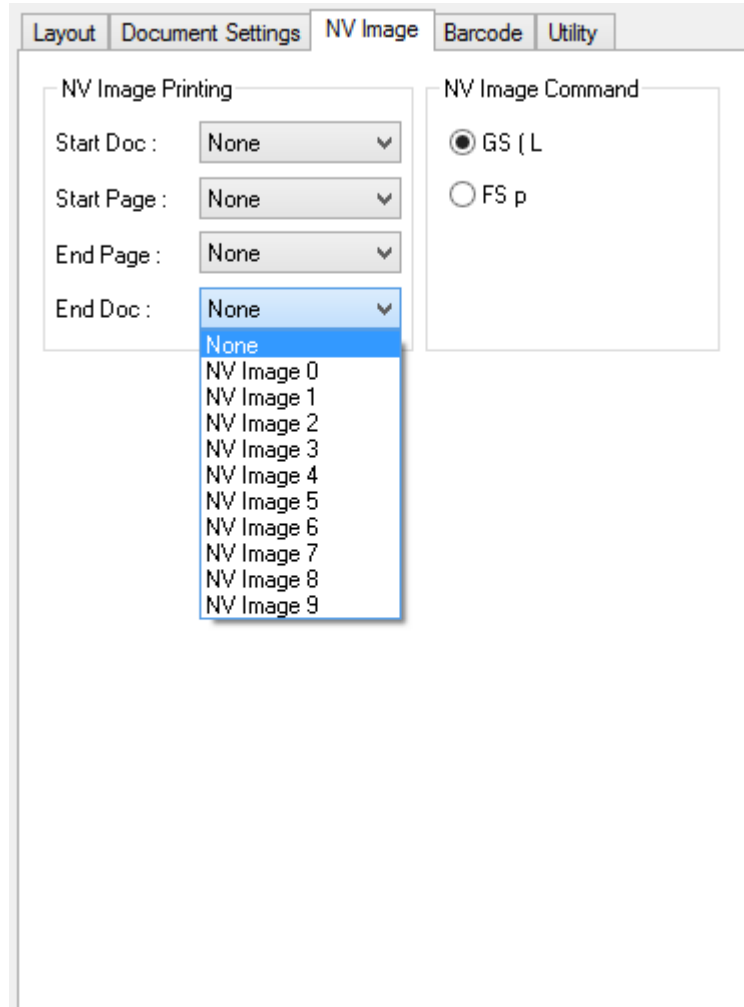 Layout Document Settings NV Image Barcode Utility
NV Image Printing
Start Doc : None
Start Page : None
End Page : None
End Doc : None
None
NV Image 0
NV Image 1
NV Image 2
NV Image 3
NV Image 4
NV Image 5
NV Image 6
NV Image 7
NV Image 8
NV Image 9
NV Image Command
GS ( L
FS p